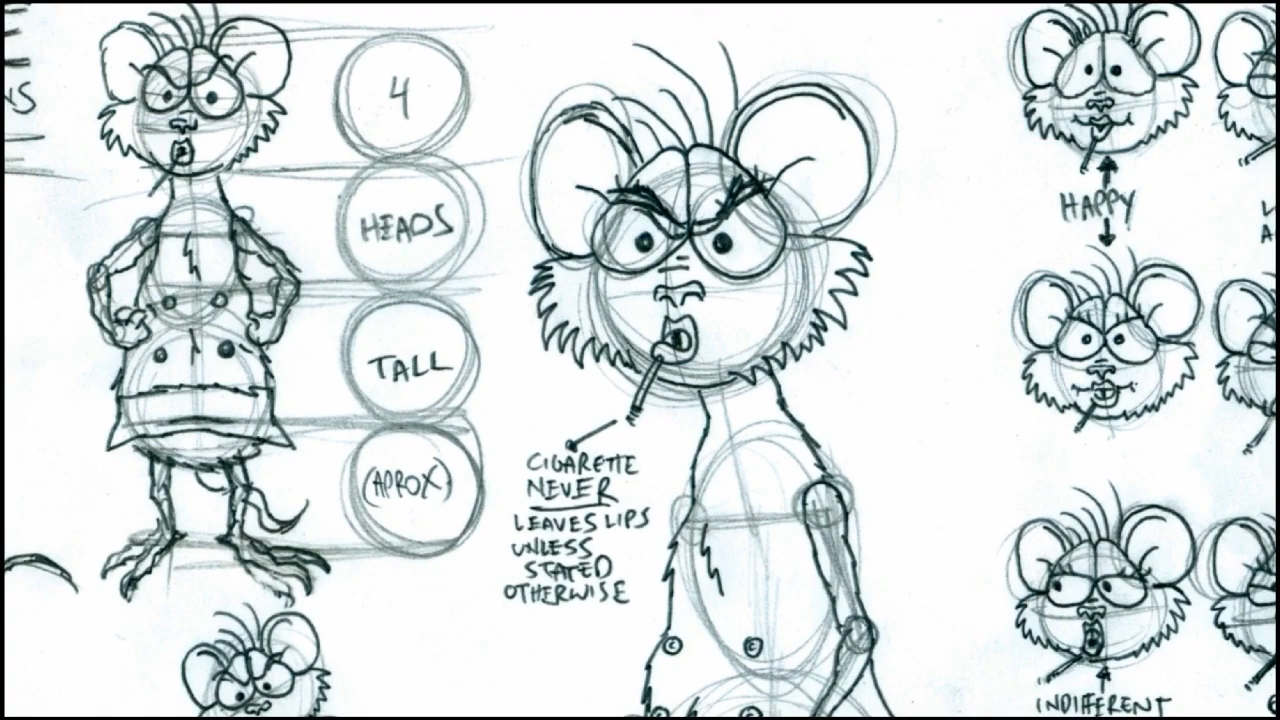 4
HEADS
TALL
(APROX)
CIGARETTE
NEVER
LEAVES LIPS
UNLESS
STATED
OTHERWISE
HAPPY
INDIFFERENT